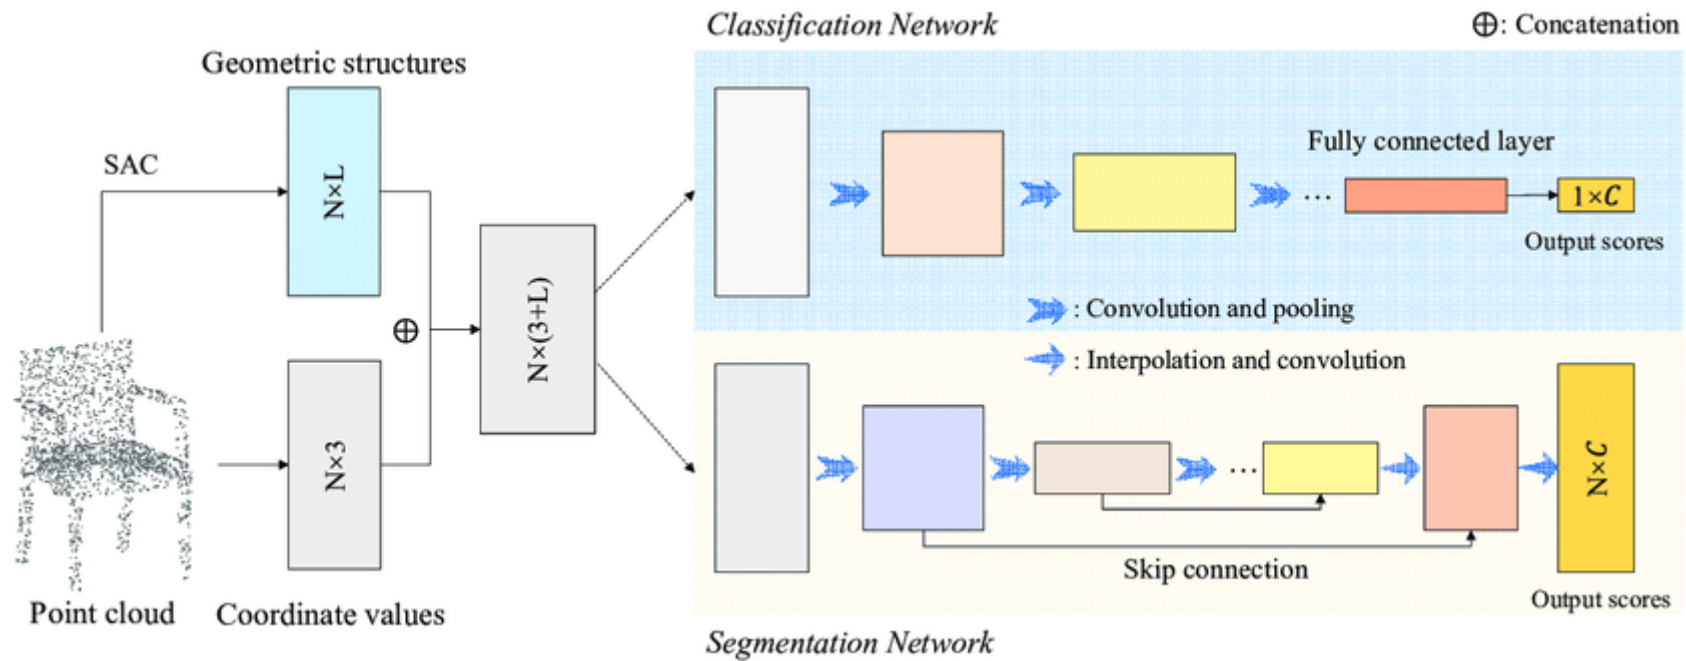 Classification Network
⊕: Concatenation
Geometric structures
SAC
N×L
Fully connected layer
...
1×C
Output scores
N×(3+L)
: Convolution and pooling
⊕
: Interpolation and convolution
N×3
...
N×C
Skip connection
Output scores
Point cloud
Coordinate values
Segmentation Network